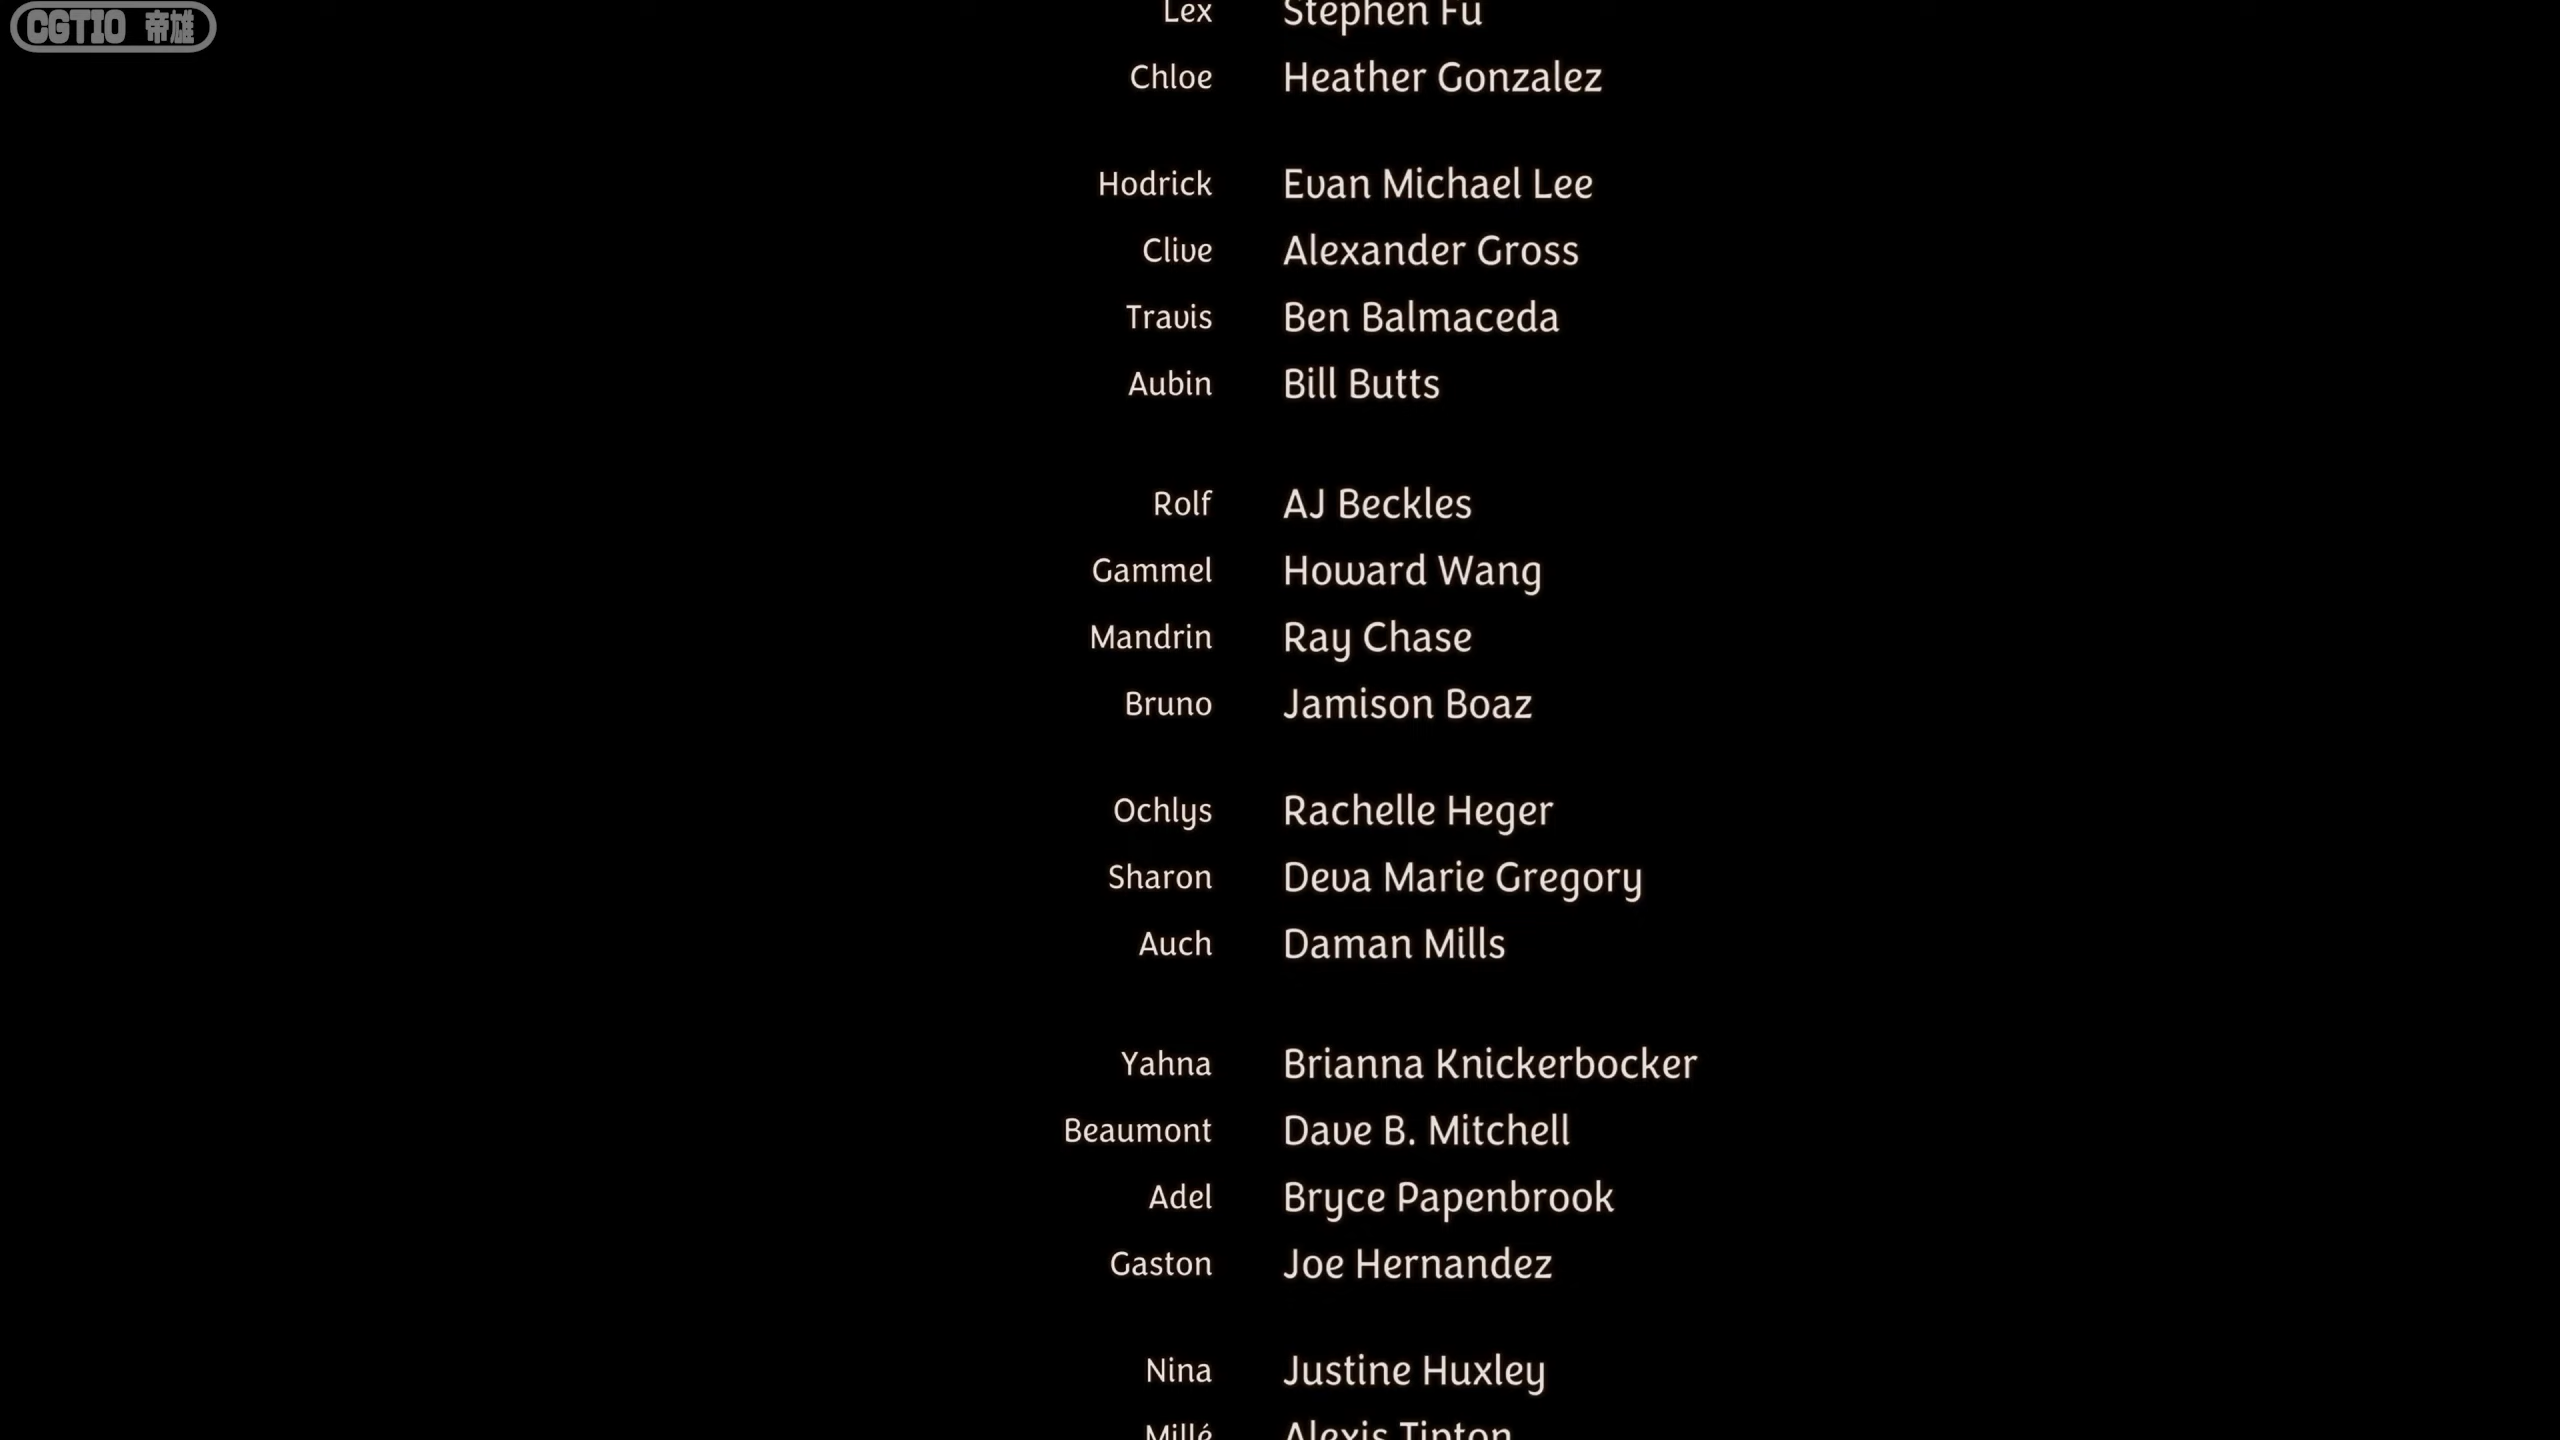 CGTIO 帝雄
Lex Stephen Fu
Chloe Heather Gonzalez
Hodrick Evan Michael Lee
Clive Alexander Gross
Travis Ben Balmaceda
Aubin Bill Butts
Rolf AJ Beckles
Gammel Howard Wang
Mandrin Ray Chase
Bruno Jamison Boaz
Ochlys Rachelle Heger
Sharon Deva Marie Gregory
Auch Daman Mills
Yahna Brianna Knickerbocker
Beaumont Dave B. Mitchell
Adel Bryce Papenbrook
Gaston Joe Hernandez
Nina Justine Huxley
Millé Alexis Tipton